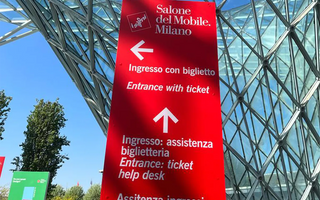 Salone
del Mobile.
Milano
Ingresso con biglietto
Entrance with ticket
Ingresso: assistenza
biglietteria
Entrance: ticket
help desk